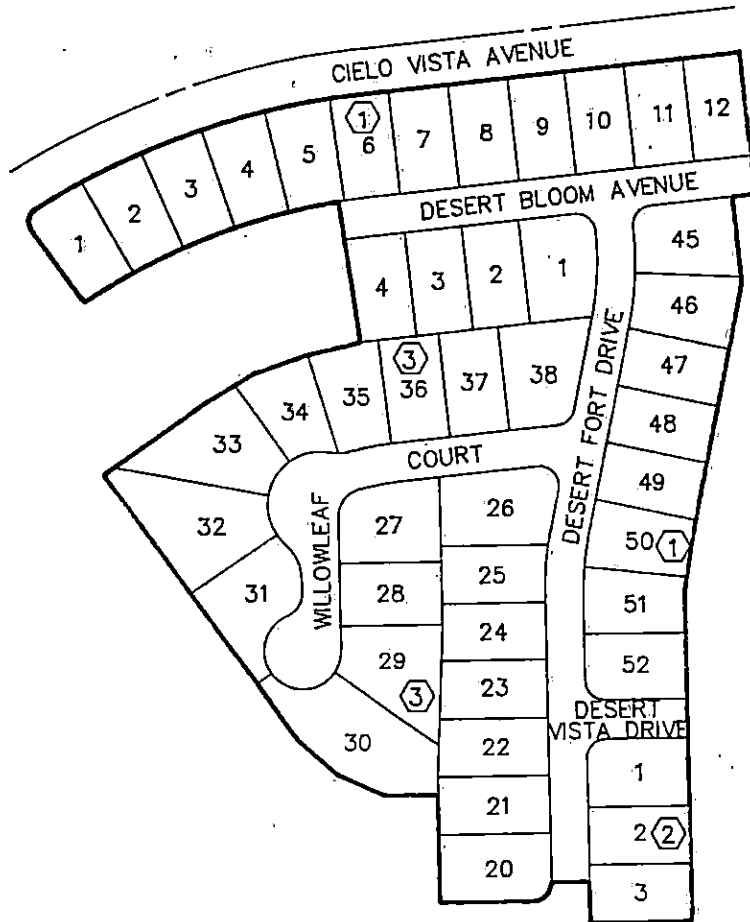 CIELO VISTA AVENUE
1
1 2 3 4 5 6 7 8 9 10 11 12
DESERT BLOOM AVENUE
45
4 3 2 1
46
DESERT FORT DRIVE
47
3
33 34 35 36 37 38
48
COURT
49
WILLOWLEAF
32 27 26
50 1
31 28 25
51
24
29 23
52
3
DESERT
VISTA DRIVE
30 22
1
21
2 2
20
3